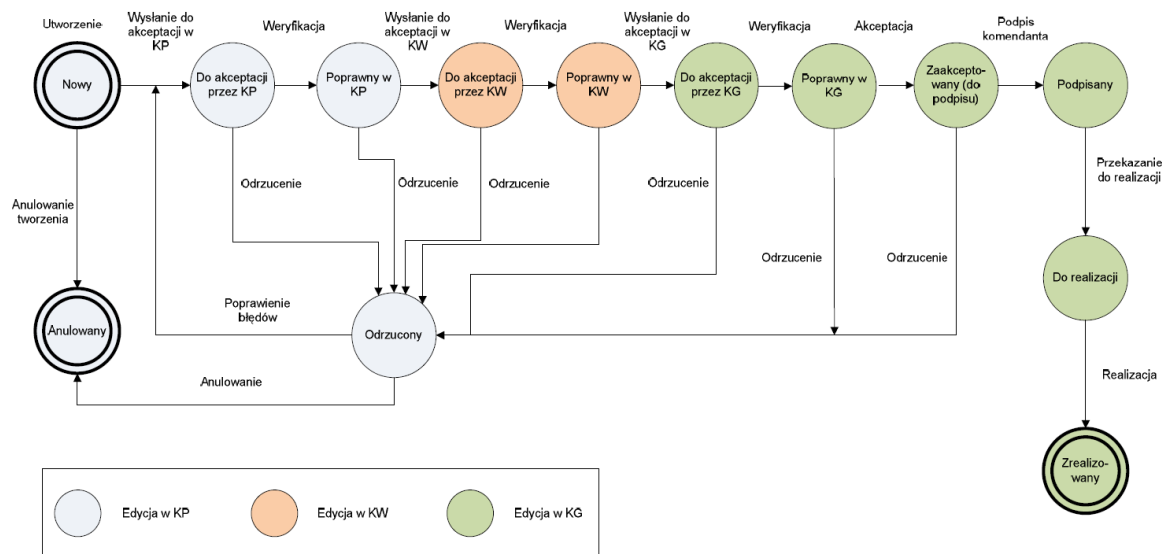 Utworzenie
Wysłanie do
akceptacji w
KP
Weryfikacja
Wysłanie do
akceptacji
w KW
Weryfikacja
Wysłanie do
akceptacji w
KG
Weryfikacja
Akceptacja
Podpis
komendanta
Nowy
Do akceptacji
przez KP
Poprawny w
KP
Do akceptacji
przez KW
Poprawny w
KW
Do akceptacji
przez KG
Poprawny w
KG
Zaakcepto-
wany (do
podpisu)
Podpisany
Anulowanie
tworzenia
Odrzucenie
Odrzucenie
Odrzucenie
Odrzucenie
Odrzucenie
Odrzucenie
Przekazanie
do realizacji
Do realizacji
Anulowany
Poprawienie
błędów
Odrzucony
Anulowanie
Realizacja
Zrealizo-
wany
Edycja w KP
Edycja w KW
Edycja w KG